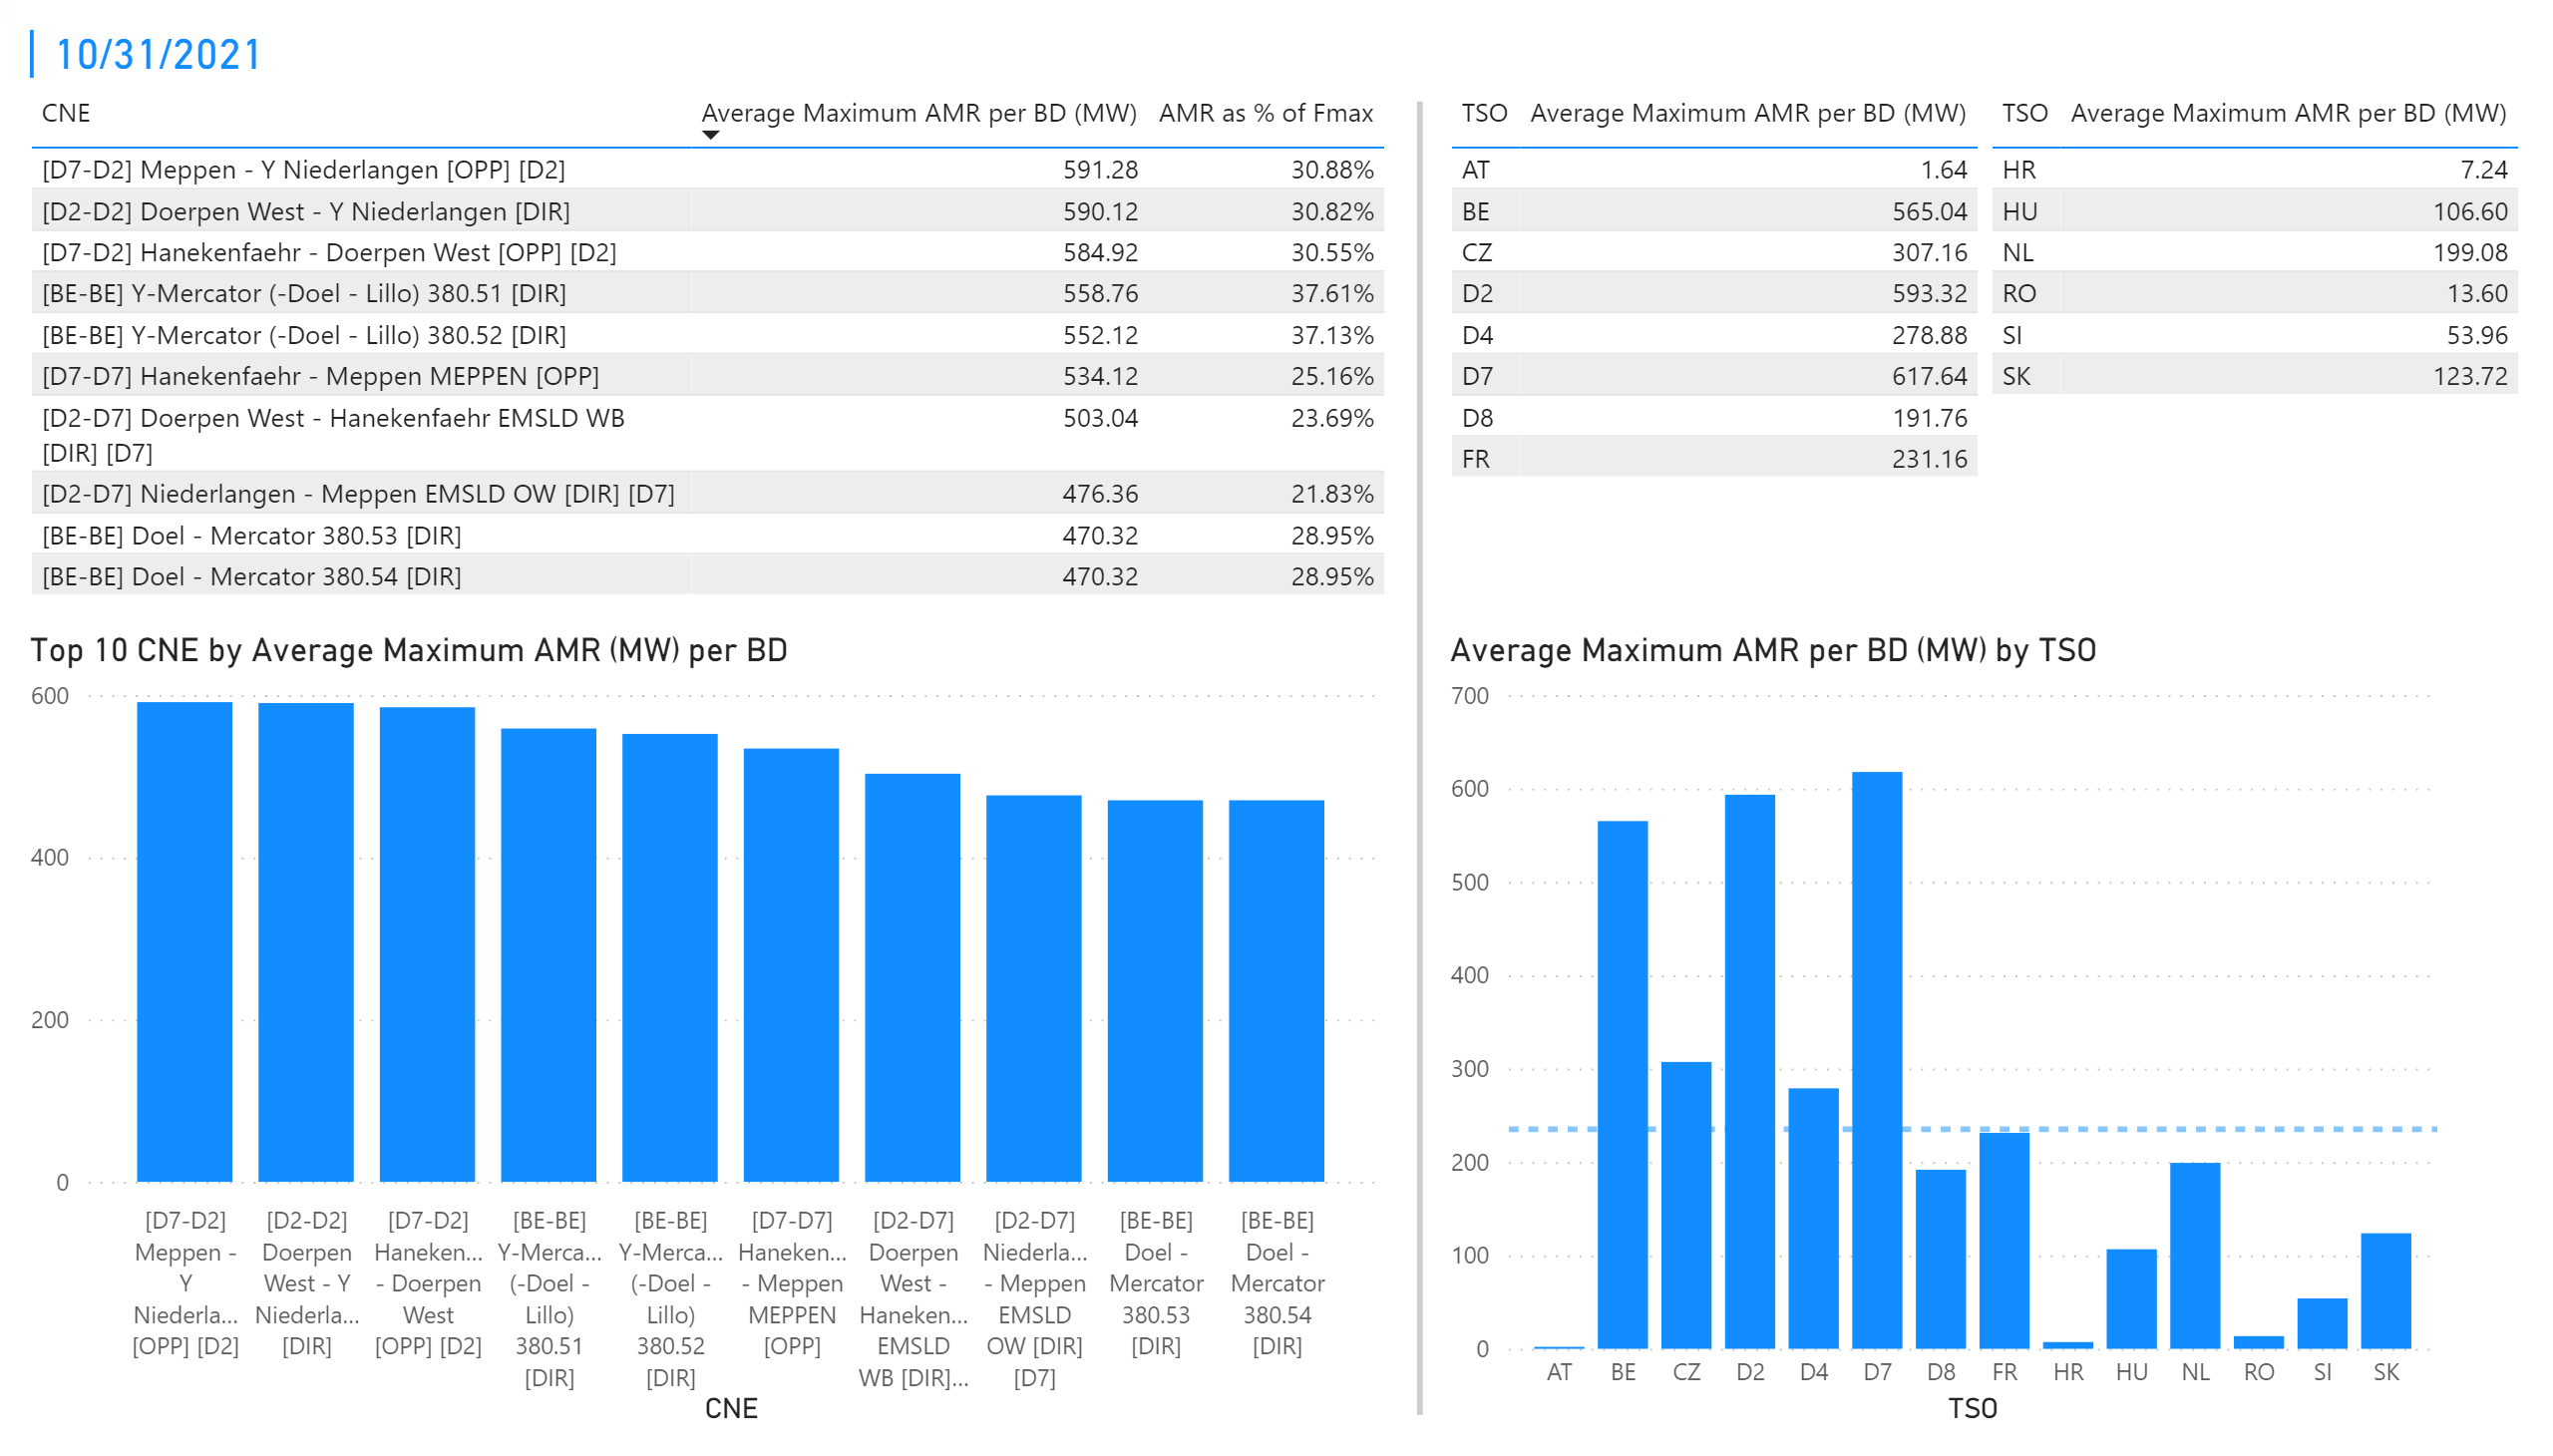 10/31/2021
CNE Average Maximum AMR per BD (MW) AMR as % of Fmax
[D7-D2] Meppen - Y Niederlangen [OPP] [D2] 591.28 30.88%
[D2-D2] Doerpen West - Y Niederlangen [DIR] 590.12 30.82%
[D7-D2] Hanekenfaehr - Doerpen West [OPP] [D2] 584.92 30.55%
[BE-BE] Y-Mercator (-Doel - Lillo) 380.51 [DIR] 558.76 37.61%
[BE-BE] Y-Mercator (-Doel - Lillo) 380.52 [DIR] 552.12 37.13%
[D7-D7] Hanekenfaehr - Meppen MEPPEN [OPP] 534.12 25.16%
[D2-D7] Doerpen West - Hanekenfaehr EMSLD WB 503.04 23.69%
[DIR] [D7]
[D2-D7] Niederlangen - Meppen EMSLD OW [DIR] [D7] 476.36 21.83%
[BE-BE] Doel - Mercator 380.53 [DIR] 470.32 28.95%
[BE-BE] Doel - Mercator 380.54 [DIR] 470.32 28.95%
TSO Average Maximum AMR per BD (MW)
AT 1.64
BE 565.04
CZ 307.16
D2 593.32
D4 278.88
D7 617.64
D8 191.76
FR 231.16
TSO Average Maximum AMR per BD (MW)
HR 7.24
HU 106.60
NL 199.08
RO 13.60
SI 53.96
SK 123.72
Top 10 CNE by Average Maximum AMR (MW) per BD
600
400
200
0
[D7-D2]
Meppen -
Y
Niederla...
[OPP] [D2]
[D2-D2]
Doerpen
West - Y
Niederla...
[DIR]
[D7-D2]
Haneken...
- Doerpen
West
[OPP] [D2]
[BE-BE]
Y-Merca...
(-Doel -
Lillo)
380.51
[DIR]
[BE-BE]
Y-Merca...
(-Doel -
Lillo)
380.52
[DIR]
[D7-D7]
Haneken...
- Meppen
MEPPEN
[OPP]
[D2-D7]
Doerpen
West -
Haneken...
EMSLD
WB [DIR]...
[D2-D7]
Niederla...
- Meppen
EMSLD
OW [DIR]
[D7]
[BE-BE]
Doel -
Mercator
380.53
[DIR]
[BE-BE]
Doel -
Mercator
380.54
[DIR]
CNE
Average Maximum AMR per BD (MW) by TSO
700
600
500
400
300
200
100
0
AT BE CZ D2 D4 D7 D8 FR HR HU NL RO SI SK
TSO